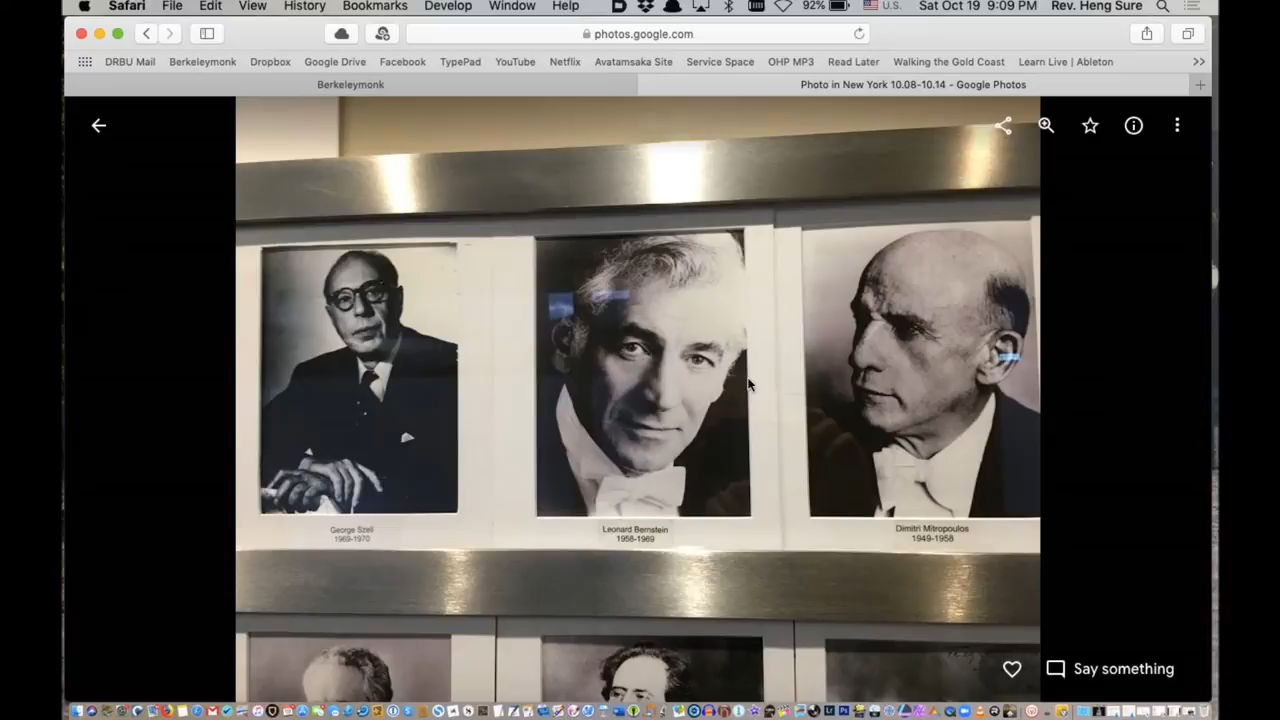 Safari File Edit View History Bookmarks Develop Window Help 92% U.S. Sat Oct 19 9:09 PM Rev. Heng Sure
photos.google.com
DRBU Mail Berkeleymonk Dropbox Google Drive Facebook TypePad YouTube Netflix Avatamsaka Site Service Space OHP MP3 Read Later Walking the Gold Coast Learn Live | Ableton
Berkeleymonk Photo in New York 10.08-10.14 - Google Photos
George Szell Leonard Bernstein Dimitri Mitropoulos
1969-1970 1958-1969 1949-1958
Say something